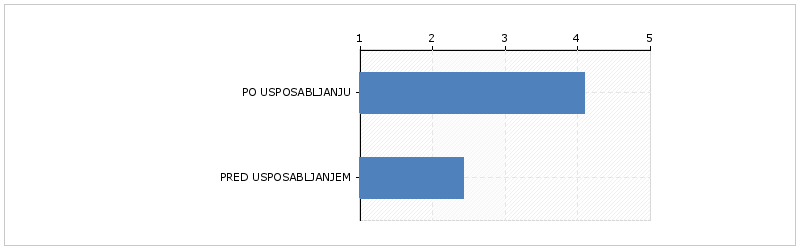 1 2 3 4 5
PO USPOSABLJANJU
PRED USPOSABLJANJEM